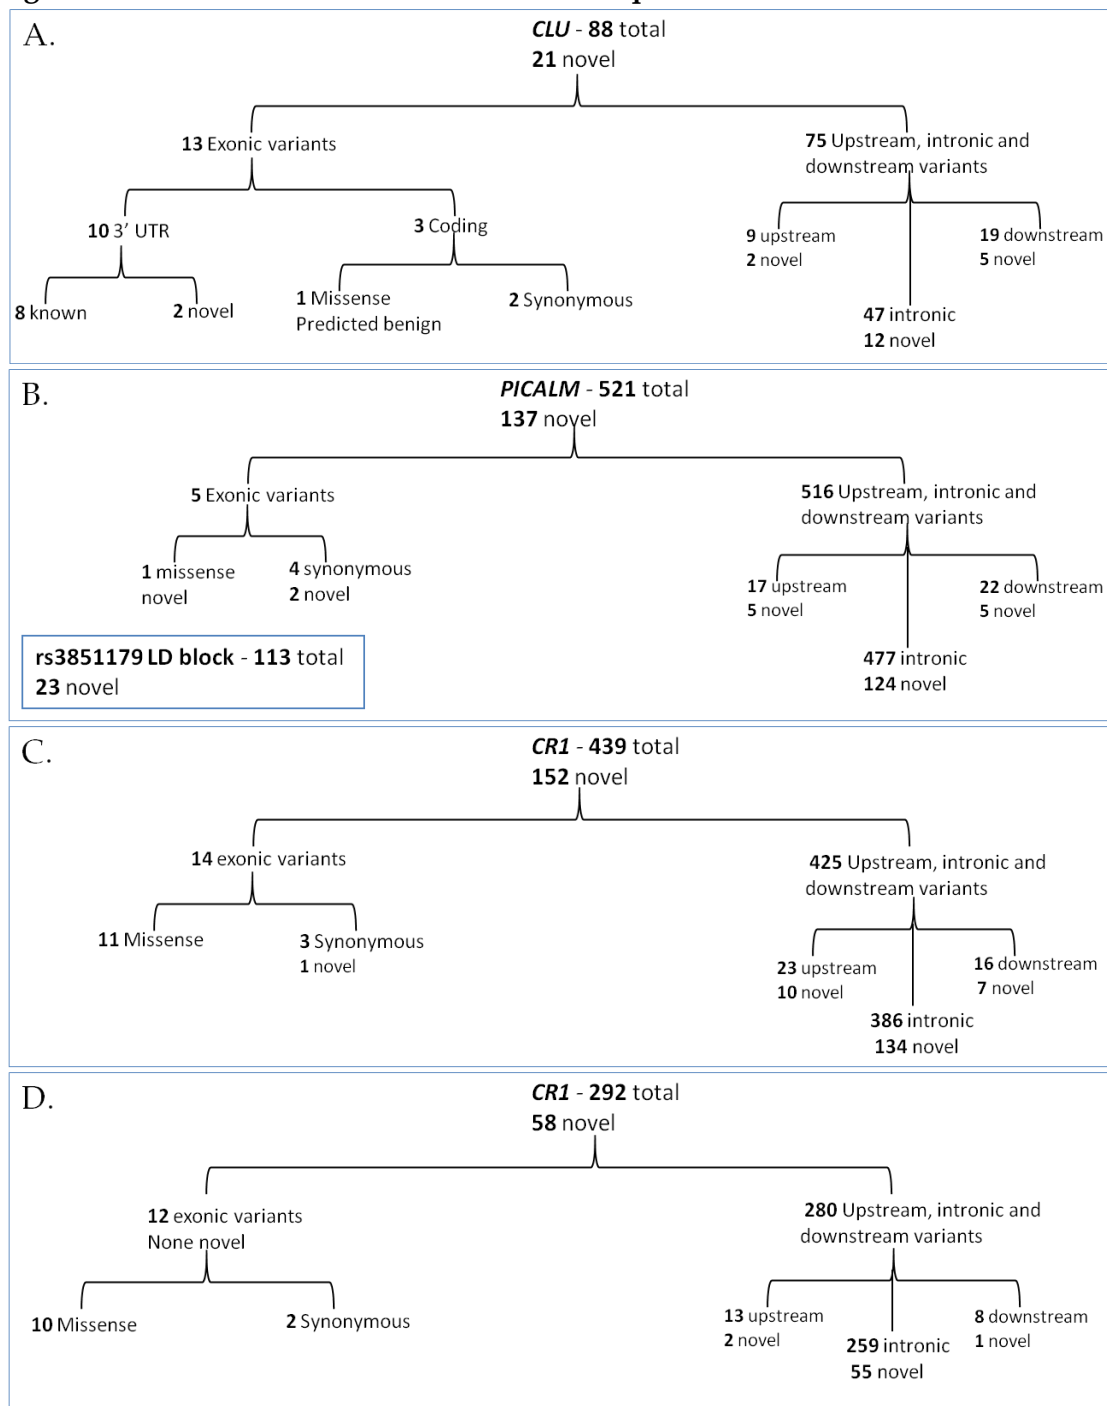 A.
CLU - 88 total
21 novel
13 Exonic variants
75 Upstream, intronic and
downstream variants
10 3' UTR
3 Coding
9 upstream
2 novel
19 downstream
5 novel
8 known
2 novel
1 Missense
Predicted benign
2 Synonymous
47 intronic
12 novel
B.
PICALM - 521 total
137 novel
5 Exonic variants
516 Upstream, intronic and
downstream variants
1 missense
novel
4 synonymous
2 novel
17 upstream
5 novel
22 downstream
5 novel
rs3851179 LD block - 113 total
23 novel
477 intronic
124 novel
C.
CR1 - 439 total
152 novel
14 exonic variants
425 Upstream, intronic and
downstream variants
11 Missense
3 Synonymous
1 novel
23 upstream
10 novel
16 downstream
7 novel
386 intronic
134 novel
D.
CR1 - 292 total
58 novel
12 exonic variants
None novel
280 Upstream, intronic and
downstream variants
10 Missense
2 Synonymous
13 upstream
2 novel
8 downstream
1 novel
259 intronic
55 novel